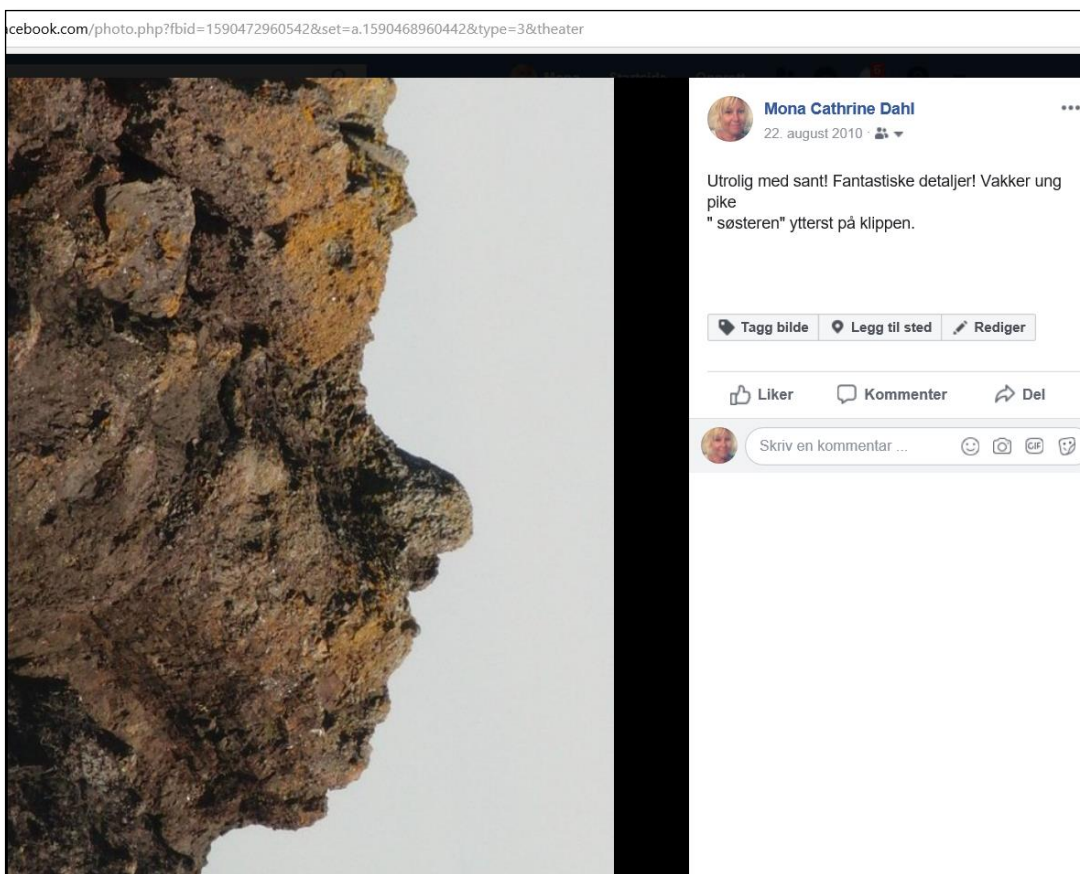 acebook.com/photo.php?fbid=1590472960542&set=a.1590468960442&type=3&theater
Mona Cathrine Dahl
22. august 2010
Utrolig med sant! Fantastiske detaljer! Vakker ung
pike
" søsteren" ytterst på klippen.
Tagg bilde Legg til sted Rediger
Liker Kommenter Del
Skriv en kommentar ... GIF